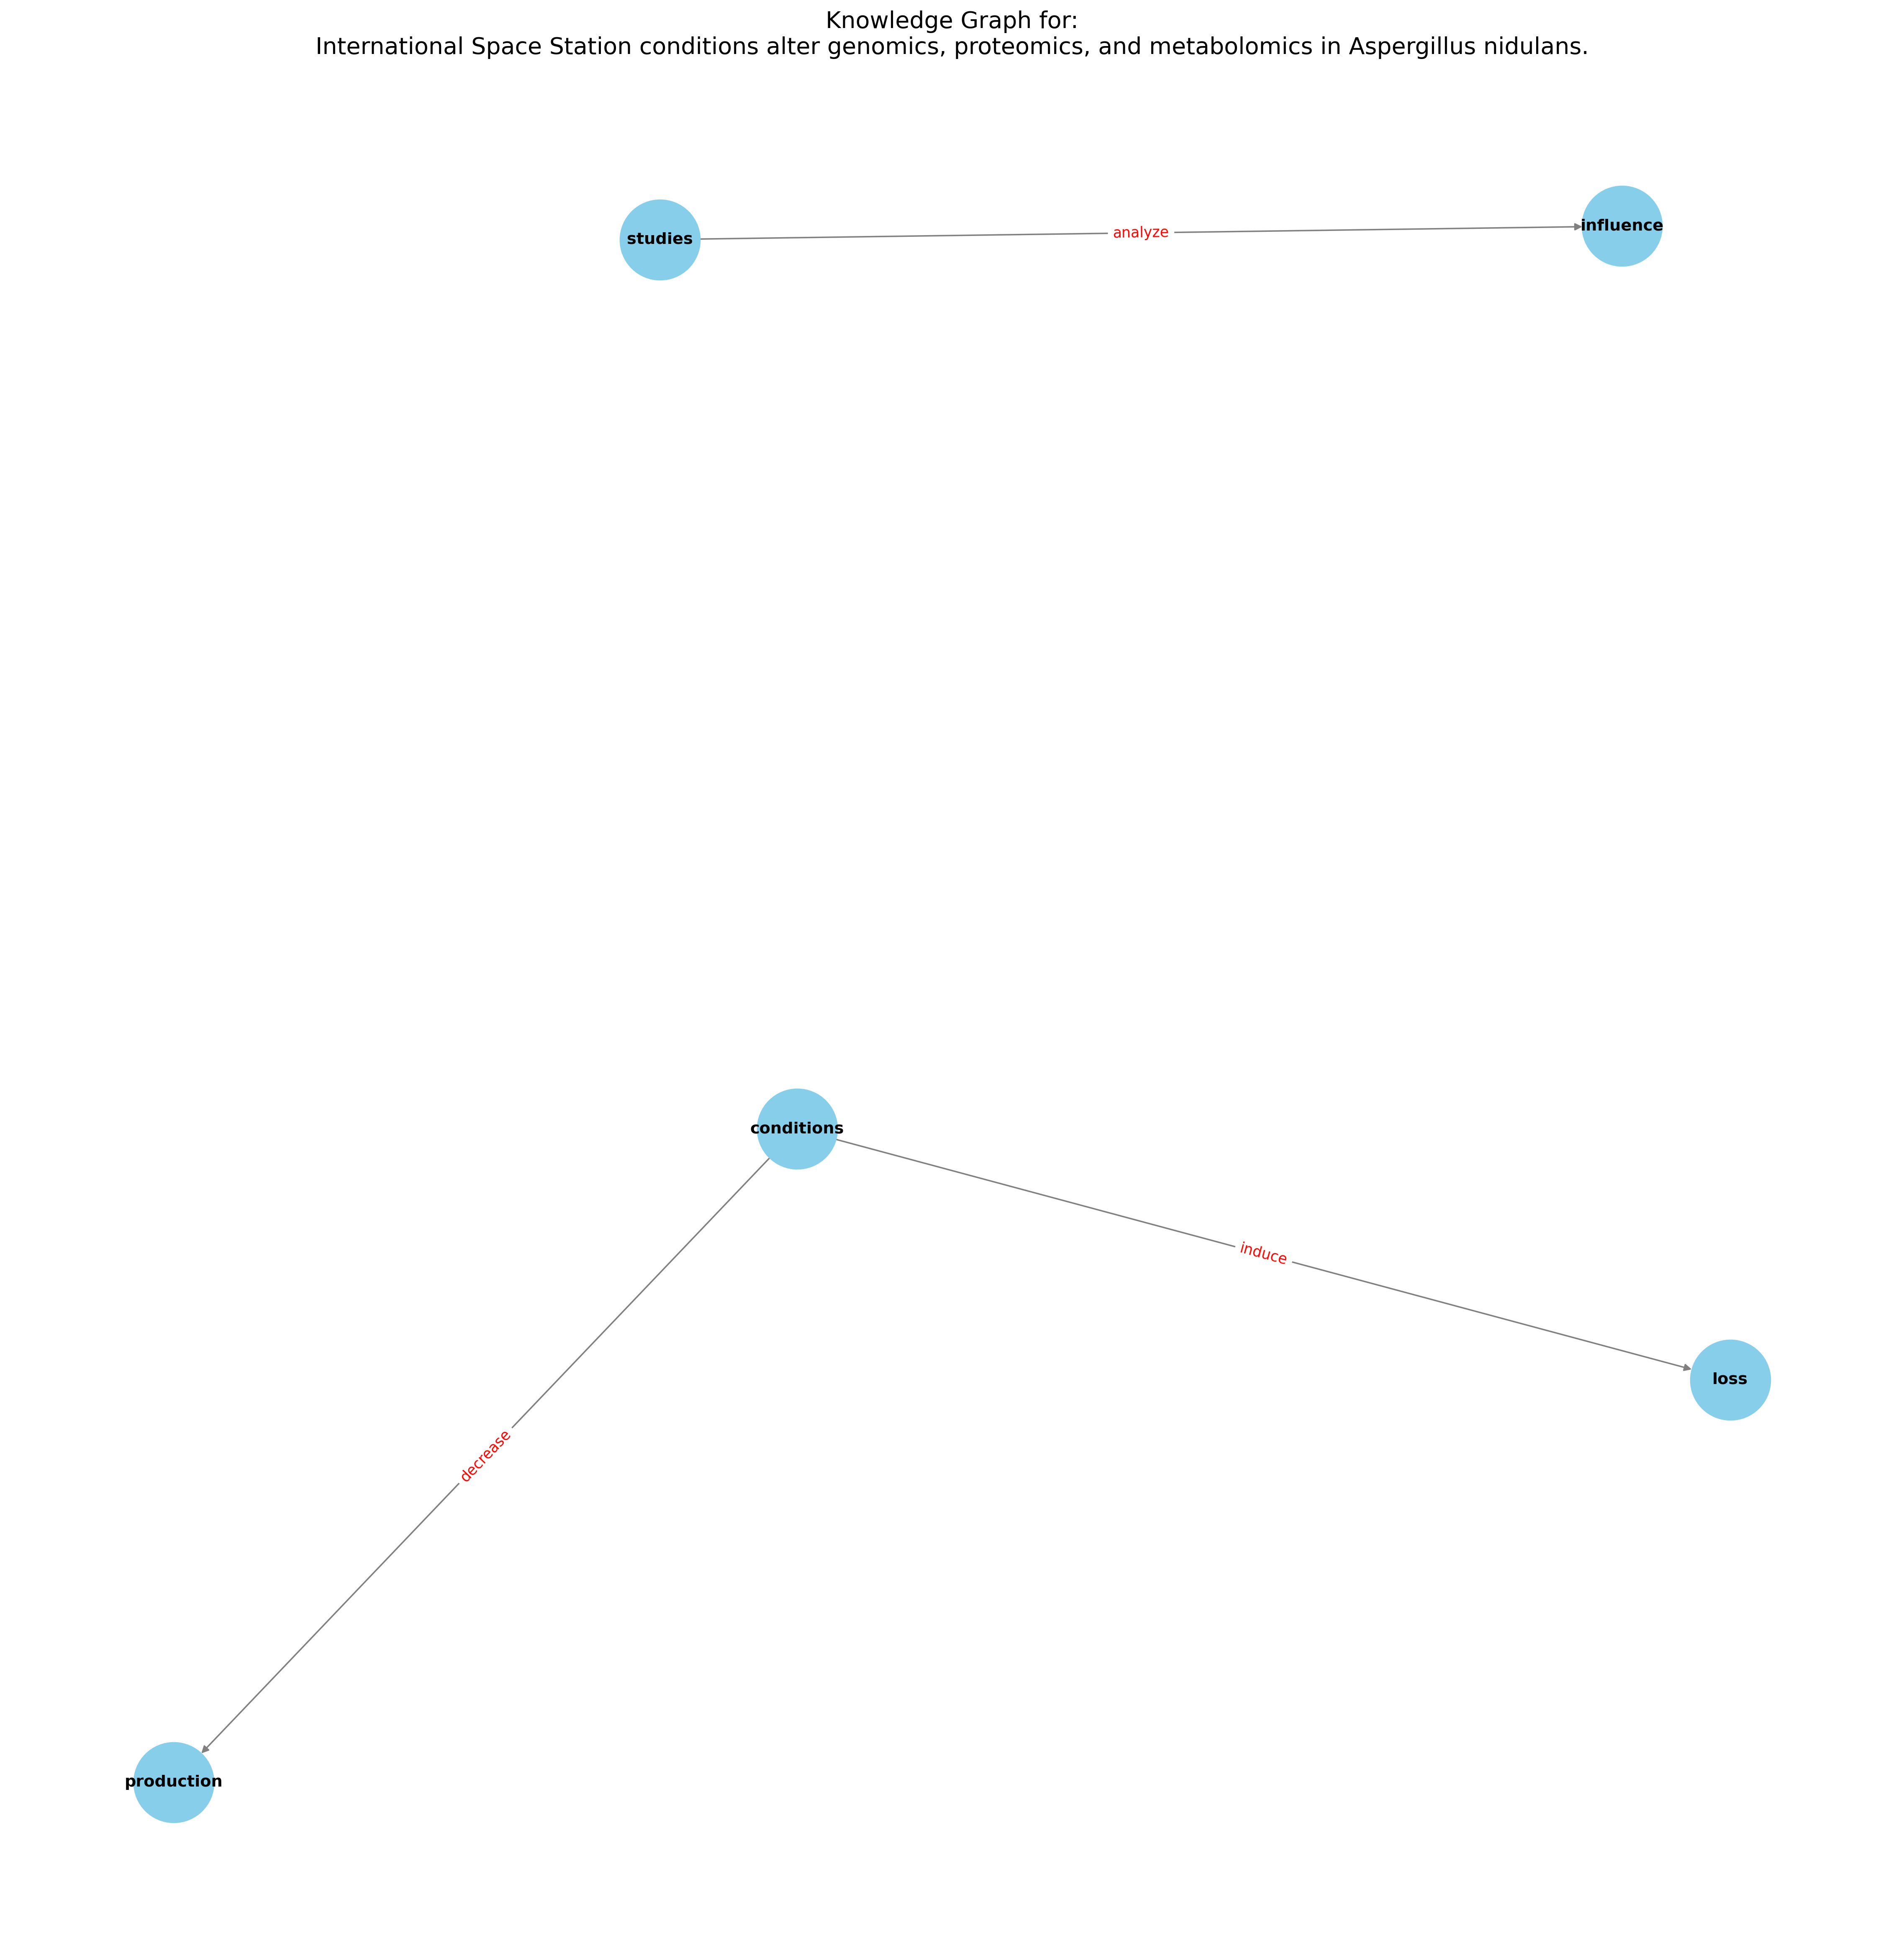 Knowledge Graph for:
International Space Station conditions alter genomics, proteomics, and metabolomics in Aspergillus nidulans.
studies
analyze
influence
conditions
induce
loss
decrease
production